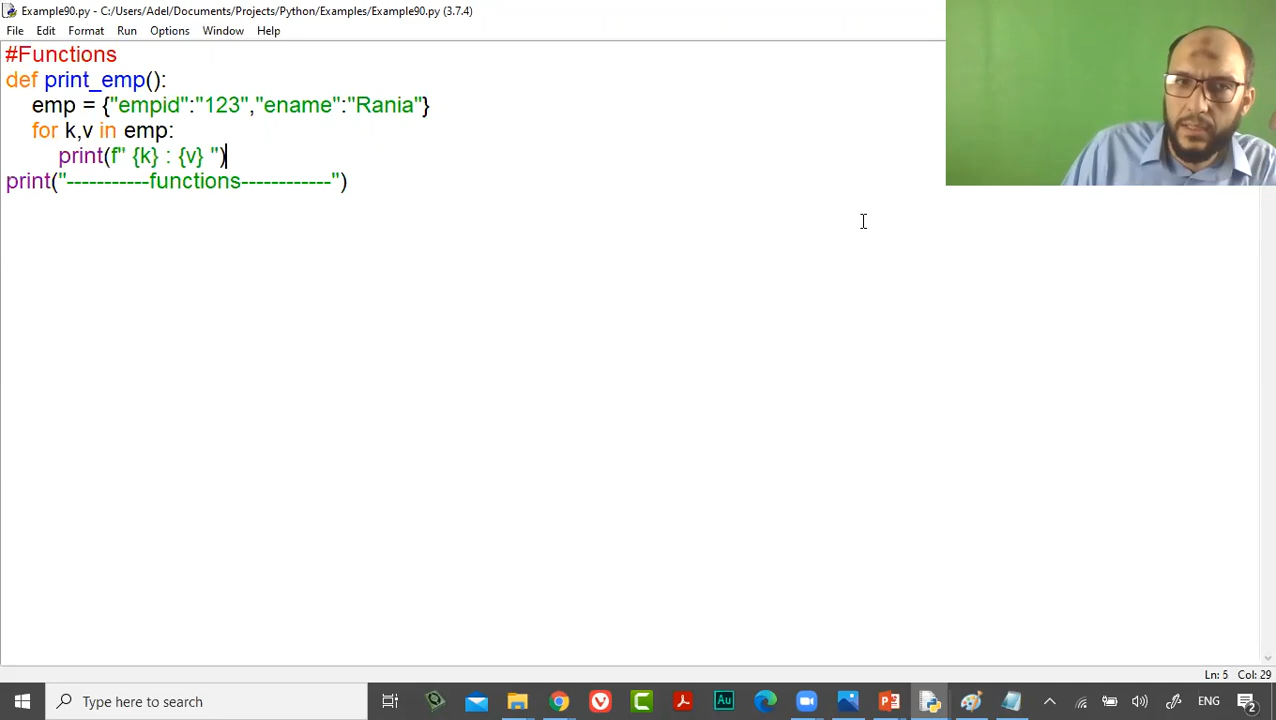 Example90.py - C:/Users/Adel/Documents/Projects/Python/Examples/Example90.py (3.7.4)
File Edit Format Run Options Window Help
#Functions
def print_emp():
    emp = {"empid":"123","ename":"Rania"}
    for k,v in emp:
        print(f" {k} : {v} ")
print("-----------functions------------")
Ln: 5 Col: 29
Type here to search
Au
ENG
2